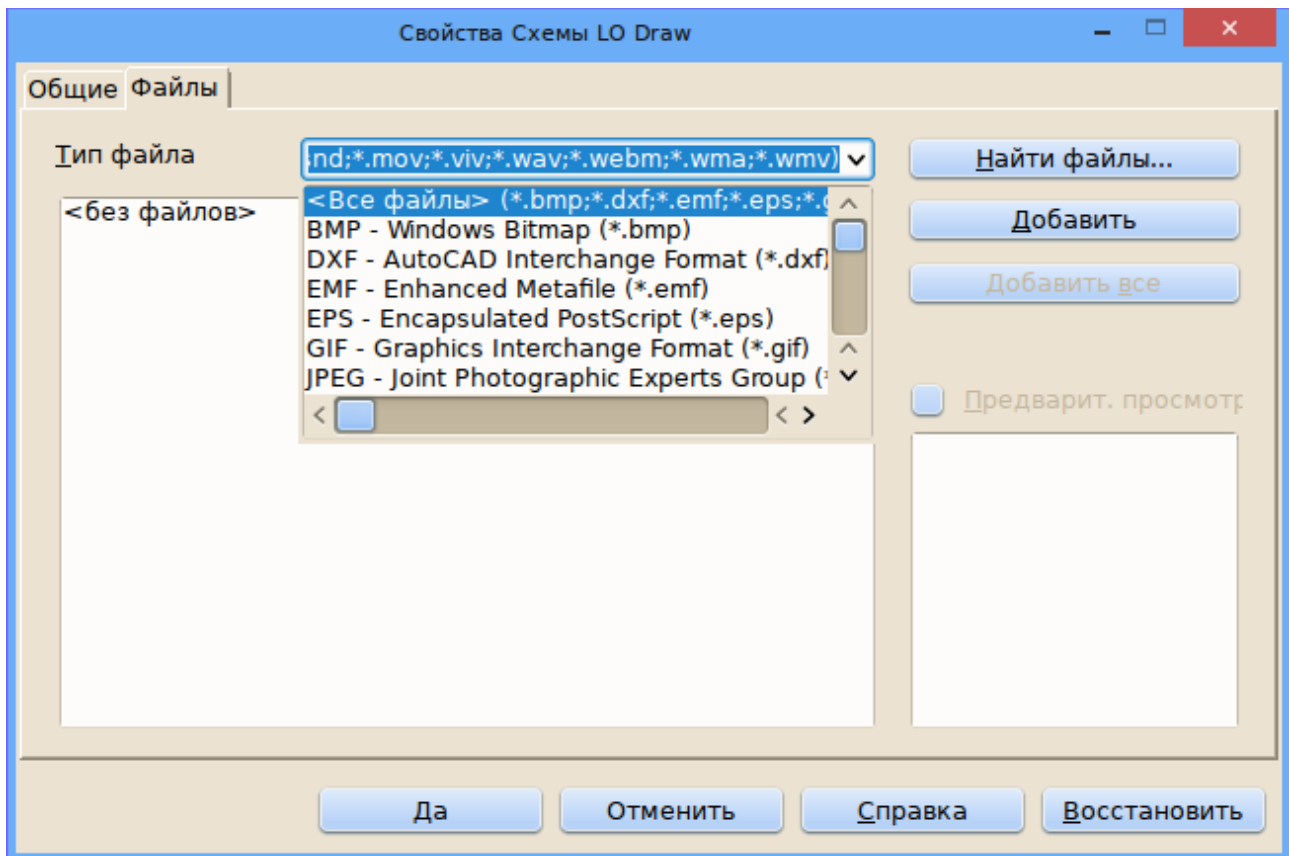 Свойства Схемы LO Draw
Общие Файлы
Тип файла
;nd;*.mov;*.viv;*.wav;*.webm;*.wma;*.wmv)
Найти файлы...
<без файлов>
<Все файлы> (*.bmp;*.dxf;*.emf;*.eps;*.g
BMP - Windows Bitmap (*.bmp)
DXF - AutoCAD Interchange Format (*.dxf)
EMF - Enhanced Metafile (*.emf)
EPS - Encapsulated PostScript (*.eps)
GIF - Graphics Interchange Format (*.gif)
JPEG - Joint Photographic Experts Group (*
Добавить
Добавить все
Предварит. просмотр
Да
Отменить
Справка
Восстановить